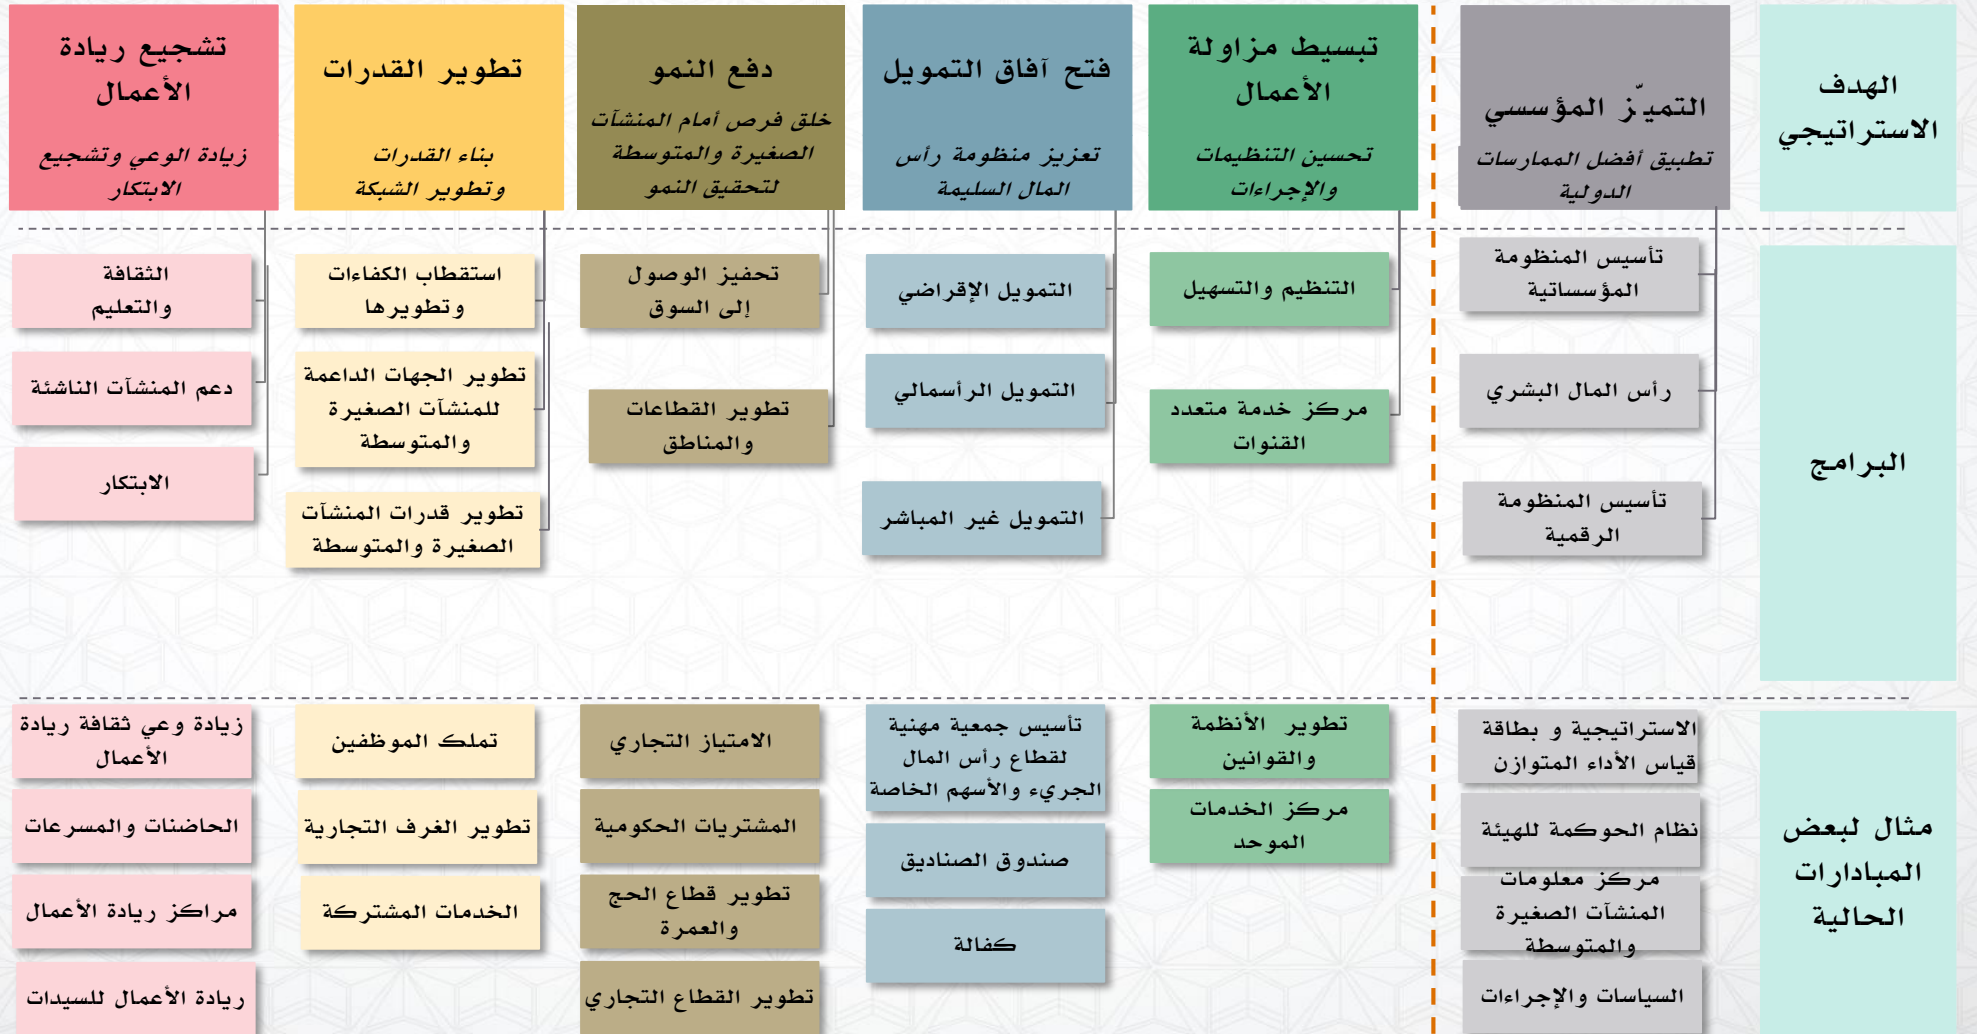 الهدف
الاستراتيجي
التميّز المؤسسي
تطبيق أفضل الممارسات
الدولية
تبسيط مزاولة
الأعمال
تحسين التنظيمات
والإجراءات
فتح آفاق التمويل
تعزيز منظومة رأس
المال السليمة
دفع النمو
خلق فرص أمام المنشآت
الصغيرة والمتوسطة
لتحقيق النمو
تطوير القدرات
بناء القدرات
وتطوير الشبكة
تشجيع ريادة
الأعمال
زيادة الوعي وتشجيع
الابتكار
البرامج
تأسيس المنظومة
المؤسساتية
رأس المال البشري
تأسيس المنظومة
الرقمية
التنظيم والتسهيل
مركز خدمة متعدد
القنوات
التمويل الإقراضي
التمويل الرأسمالي
التمويل غير المباشر
تحفيز الوصول
إلى السوق
تطوير القطاعات
والمناطق
استقطاب الكفاءات
وتطويرها
تطوير الجهات الداعمة
للمنشآت الصغيرة
والمتوسطة
تطوير قدرات المنشآت
الصغيرة والمتوسطة
الثقافة
والتعليم
دعم المنشآت الناشئة
الابتكار
مثال لبعض
المبادارات
الحالية
الاستراتيجية و بطاقة
قياس الأداء المتوازن
نظام الحوكمة للهيئة
مركز معلومات
المنشآت الصغيرة
والمتوسطة
السياسات والإجراءات
تطوير الأنظمة
والقوانين
مركز الخدمات
الموحد
تأسيس جمعية مهنية
لقطاع رأس المال
الجريء والأسهم الخاصة
صندوق الصناديق
كفالة
الامتياز التجاري
المشتريات الحكومية
تطوير قطاع الحج
والعمرة
تطوير القطاع التجاري
تملك الموظفين
تطوير الغرف التجارية
الخدمات المشتركة
زيادة وعي ثقافة ريادة
الأعمال
الحاضنات والمسرعات
مراكز ريادة الأعمال
ريادة الأعمال للسيدات